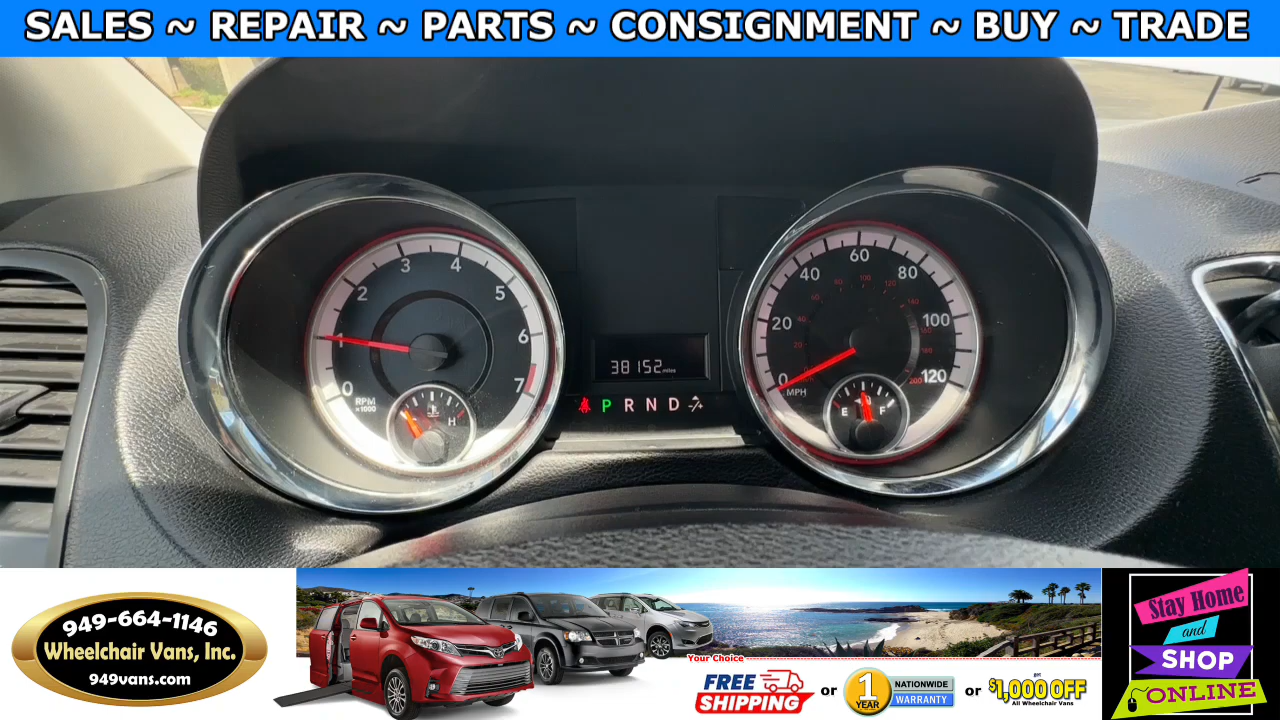 SALES ~ REPAIR ~ PARTS ~ CONSIGNMENT ~ BUY ~ TRADE
0 1 2 3 4 5 6 7
RPM
x1000
H
38152 miles
P R N D
0 20 40 60 80 100 120
MPH
E F
949-664-1146
Wheelchair Vans, Inc.
949vans.com
Your Choice
FREE
SHIPPING
or
1
YEAR
NATIONWIDE
WARRANTY
or
get
$1,000 OFF
All Wheelchair Vans
Stay Home
and
SHOP
ONLINE